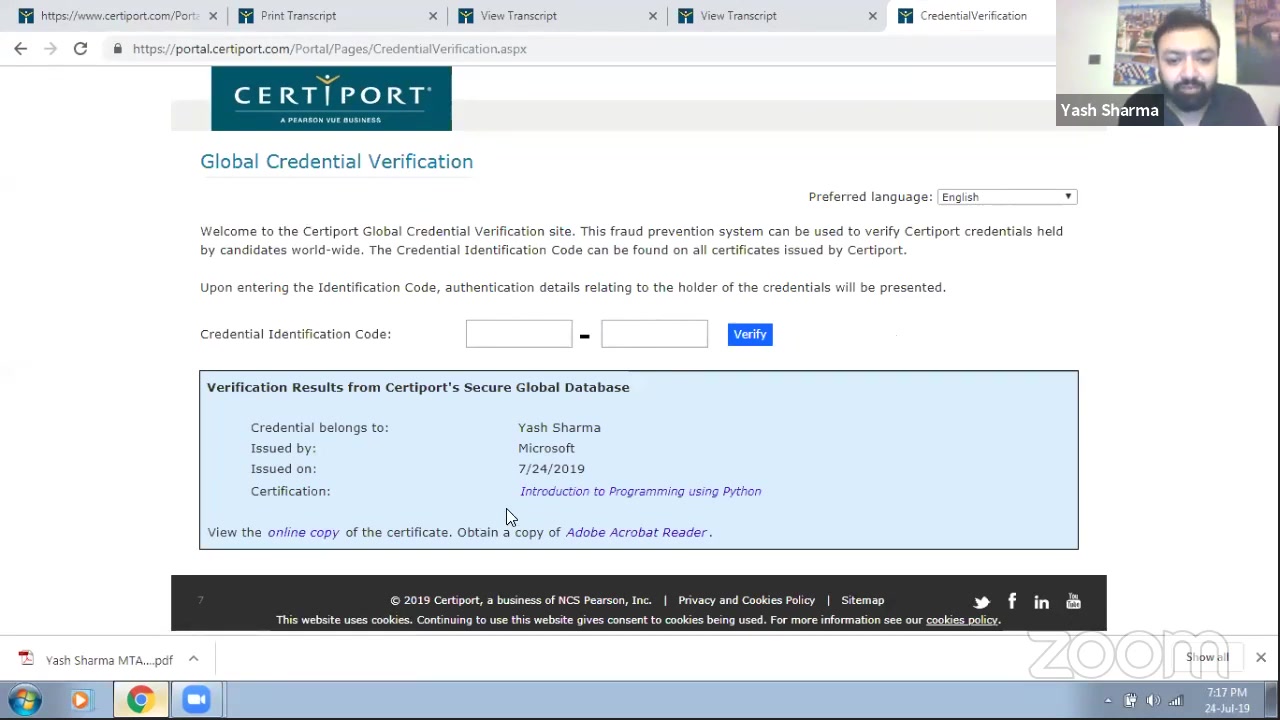 https://www.certiport.com/Porta
Print Transcript
View Transcript
View Transcript
CredentialVerification
https://portal.certiport.com/Portal/Pages/CredentialVerification.aspx
Yash Sharma
CERTIPORT
A PEARSON VUE BUSINESS
Global Credential Verification
Preferred language: English
Welcome to the Certiport Global Credential Verification site. This fraud prevention system can be used to verify Certiport credentials held
by candidates world-wide. The Credential Identification Code can be found on all certificates issued by Certiport.
Upon entering the Identification Code, authentication details relating to the holder of the credentials will be presented.
Credential Identification Code: - Verify
Verification Results from Certiport's Secure Global Database
Credential belongs to: Yash Sharma
Issued by: Microsoft
Issued on: 7/24/2019
Certification: Introduction to Programming using Python
View the online copy of the certificate. Obtain a copy of Adobe Acrobat Reader.
7 © 2019 Certiport, a business of NCS Pearson, Inc. | Privacy and Cookies Policy | Sitemap
This website uses cookies. Continuing to use this website gives consent to cookies being used. For more information see our cookies policy.
You Tube
Yash Sharma MTA....pdf
Show all
zoom
7:17 PM
24-Jul-19